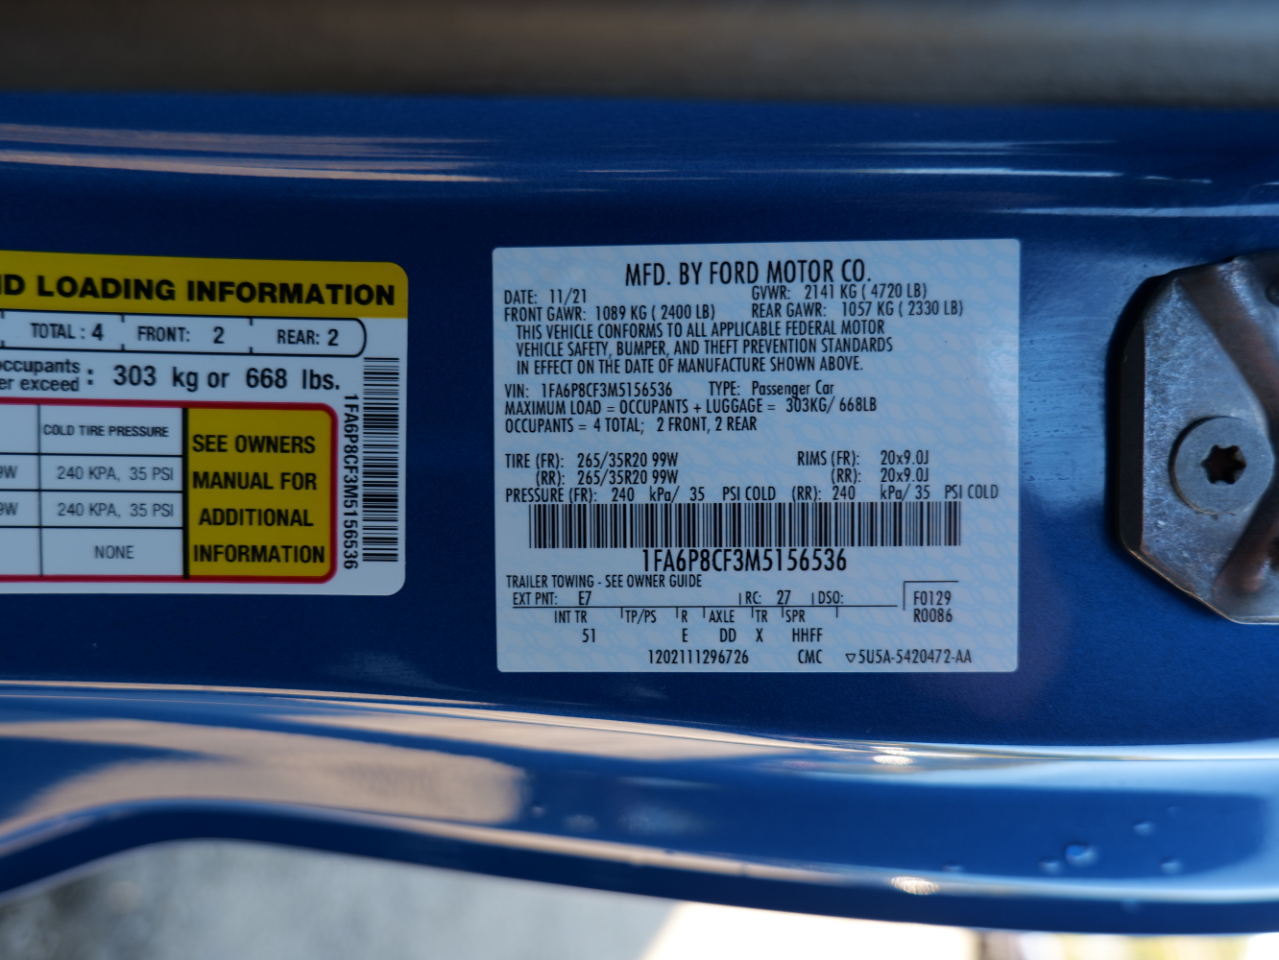 ND LOADING INFORMATION
TOTAL : 4 FRONT: 2 REAR: 2
occupants
er exceed : 303 kg or 668 lbs.
COLD TIRE PRESSURE
9W 240 KPA, 35 PSI
9W 240 KPA, 35 PSI
NONE
SEE OWNERS
MANUAL FOR
ADDITIONAL
INFORMATION
1FA6P8CF3M5156536
MFD. BY FORD MOTOR CO.
DATE: 11/21 GVWR: 2141 KG ( 4720 LB)
FRONT GAWR: 1089 KG ( 2400 LB) REAR GAWR: 1057 KG ( 2330 LB)
THIS VEHICLE CONFORMS TO ALL APPLICABLE FEDERAL MOTOR
VEHICLE SAFETY, BUMPER, AND THEFT PREVENTION STANDARDS
IN EFFECT ON THE DATE OF MANUFACTURE SHOWN ABOVE.
VIN: 1FA6P8CF3M5156536 TYPE: Passenger Car
MAXIMUM LOAD = OCCUPANTS + LUGGAGE = 303KG/ 668LB
OCCUPANTS = 4 TOTAL; 2 FRONT, 2 REAR
TIRE (FR): 265/35R20 99W RIMS (FR): 20x9.0J
(RR): 265/35R20 99W (RR): 20x9.0J
PRESSURE (FR): 240 kPa/ 35 PSI COLD (RR): 240 kPa/ 35 PSI COLD
1FA6P8CF3M5156536
TRAILER TOWING - SEE OWNER GUIDE
EXT PNT: E7 RC: 27 DSO: F0129
INT TR TP/PS R AXLE TR SPR R0086
51 E DD X HHFF
1202111296726 CMC ▽5U5A-5420472-AA